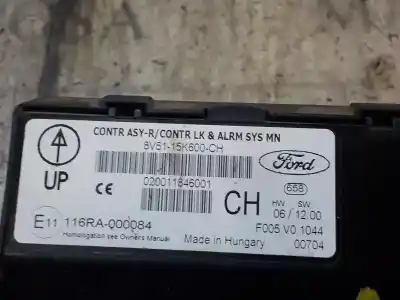 CONTR ASY-R/CONTR LK & ALRM SYS MN
8V51-15K600-CH
Ford
020011846001
UP
CE
CH
658
HW SW
06 / 12.00
E11 116RA-000084
F005 V0 1044
Homologation see Owners Manual
Made in Hungary
00704